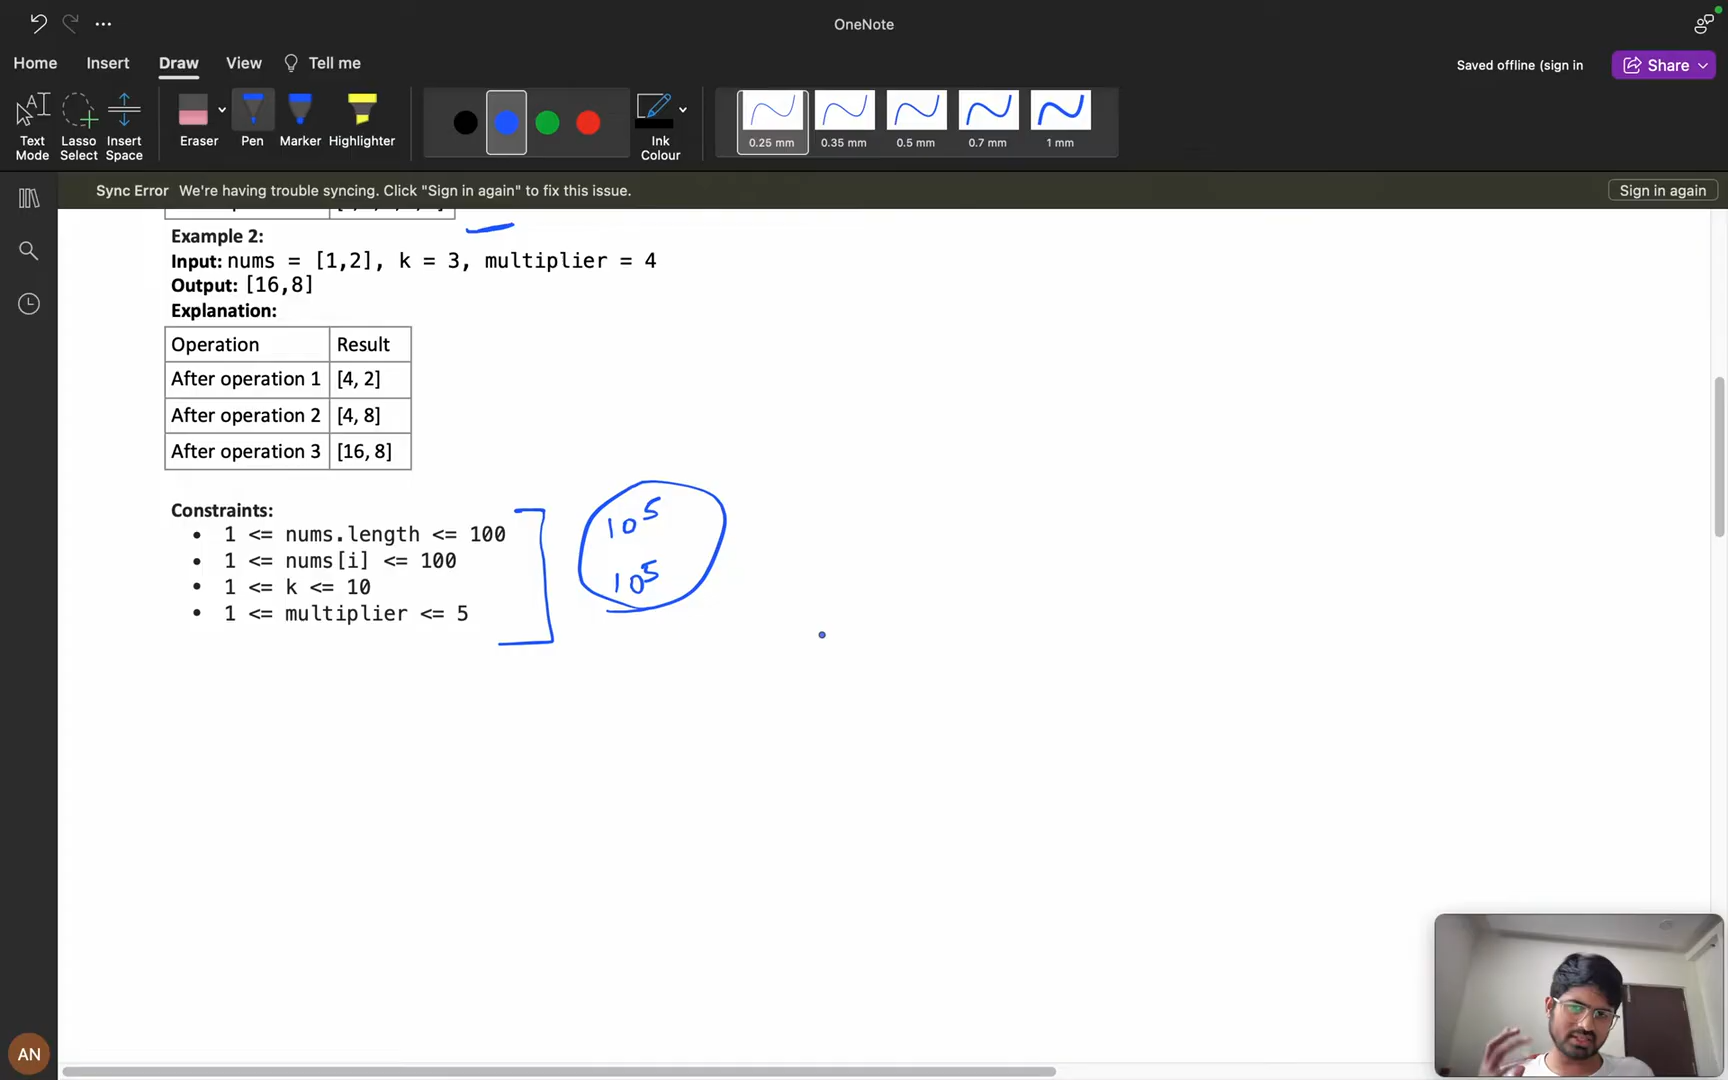 OneNote
Home Insert Draw View Tell me
Saved offline (sign in
Share
Text Mode
Lasso Select
Insert Space
Eraser
Pen
Marker
Highlighter
Ink Colour
0.25 mm
0.35 mm
0.5 mm
0.7 mm
1 mm
Sync Error We're having trouble syncing. Click "Sign in again" to fix this issue.
Sign in again
Example 2:
Input: nums = [1,2], k = 3, multiplier = 4
Output: [16,8]
Explanation:
Operation Result
After operation 1 [4, 2]
After operation 2 [4, 8]
After operation 3 [16, 8]
Constraints:
• 1 <= nums.length <= 100
• 1 <= nums[i] <= 100
• 1 <= k <= 10
• 1 <= multiplier <= 5
10^5
10^5
AN